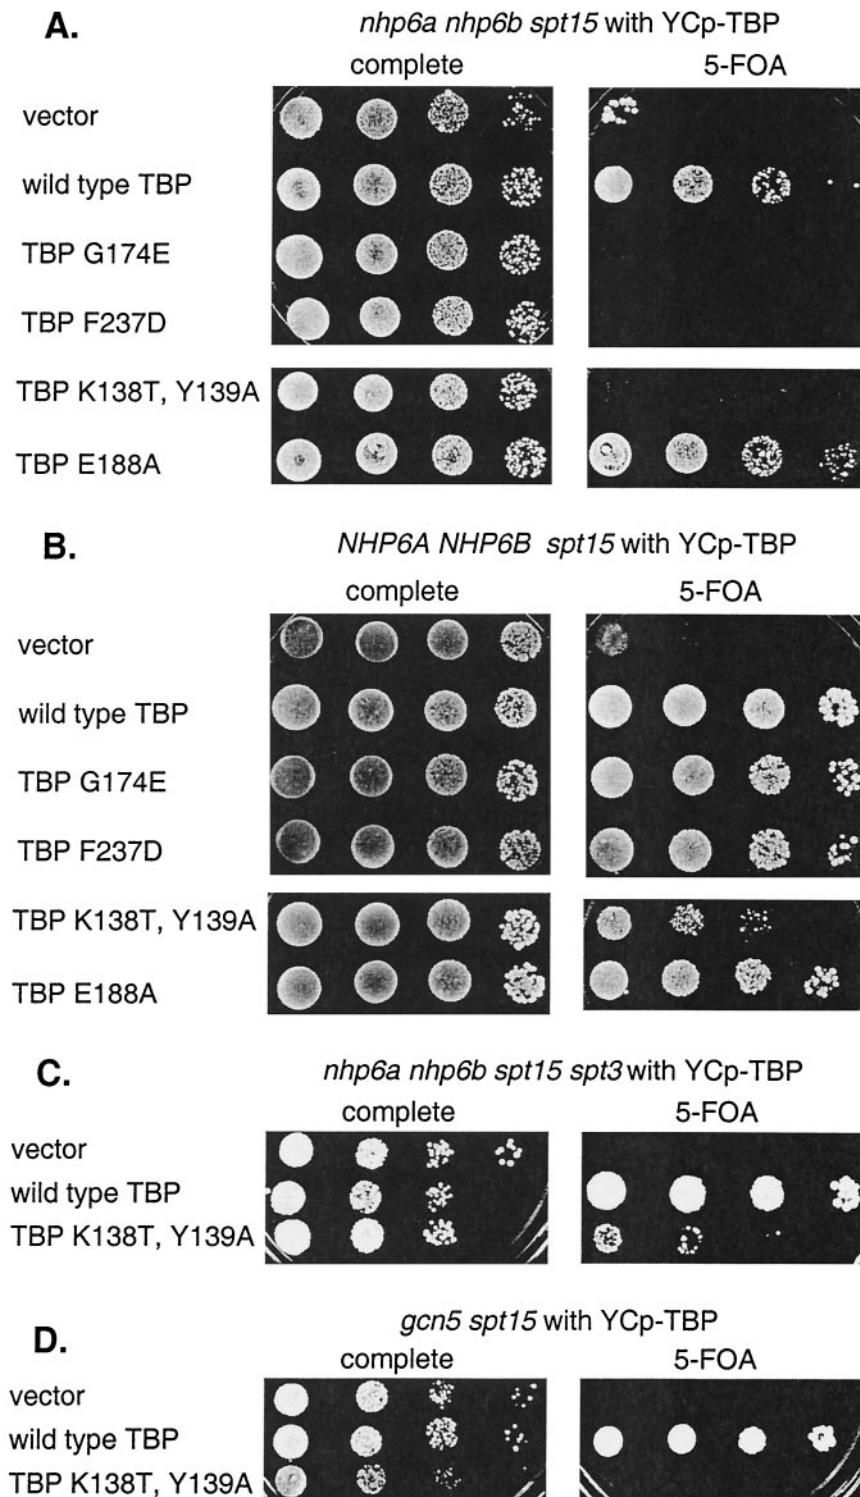 A.
nhp6a nhp6b spt15 with YCp-TBP
complete 5-FOA
vector
wild type TBP
TBP G174E
TBP F237D
TBP K138T, Y139A
TBP E188A
B.
NHP6A NHP6B spt15 with YCp-TBP
complete 5-FOA
vector
wild type TBP
TBP G174E
TBP F237D
TBP K138T, Y139A
TBP E188A
C.
nhp6a nhp6b spt15 spt3 with YCp-TBP
complete 5-FOA
vector
wild type TBP
TBP K138T, Y139A
D.
gcn5 spt15 with YCp-TBP
complete 5-FOA
vector
wild type TBP
TBP K138T, Y139A